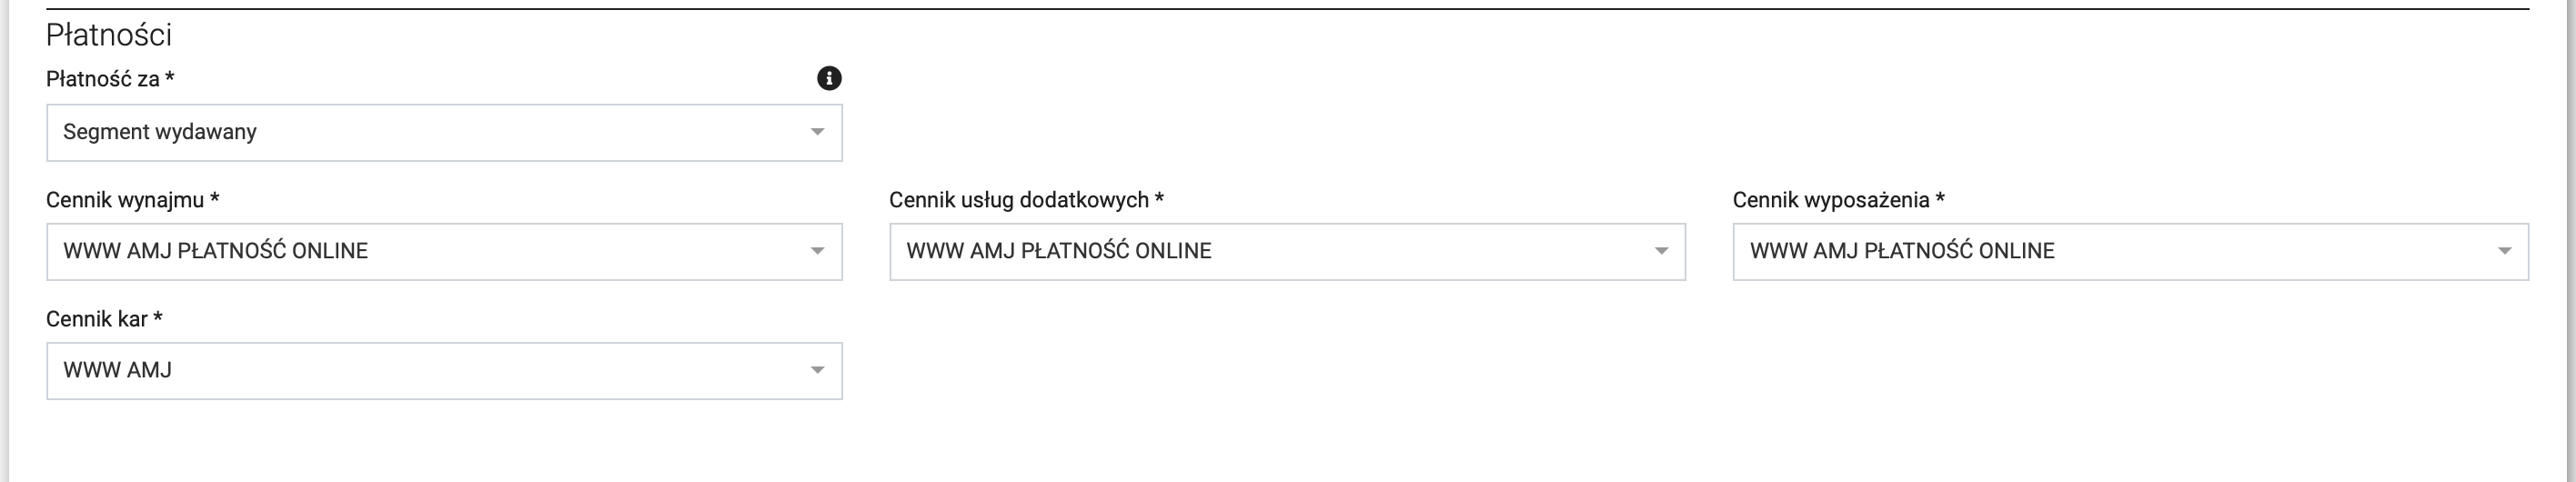 Płatności
Płatność za *
Segment wydawany
Cennik wynajmu *
Cennik usług dodatkowych *
Cennik wyposażenia *
WWW AMJ PŁATNOŚĆ ONLINE
WWW AMJ PŁATNOŚĆ ONLINE
WWW AMJ PŁATNOŚĆ ONLINE
Cennik kar *
WWW AMJ